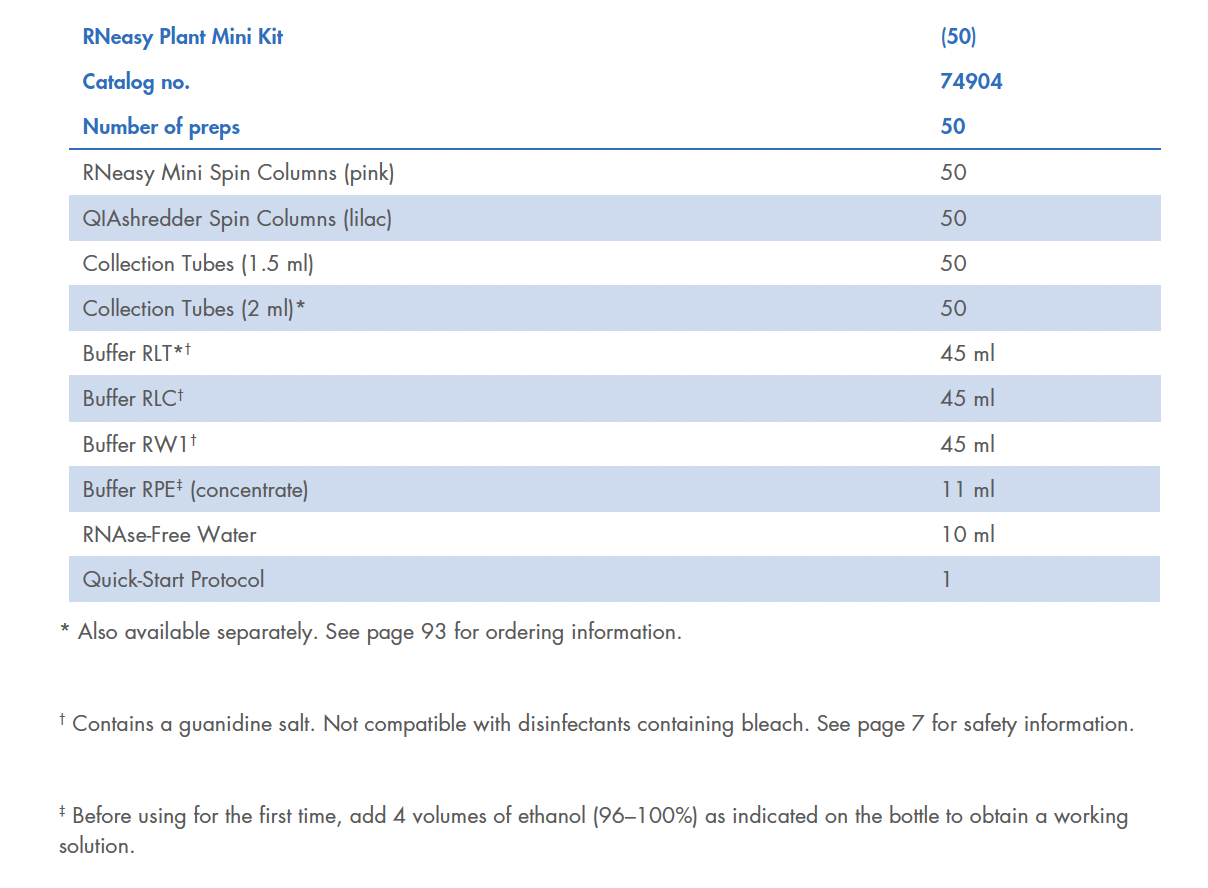 RNeasy Plant Mini Kit (50)
Catalog no. 74904
Number of preps 50
RNeasy Mini Spin Columns (pink) 50
QIAshredder Spin Columns (lilac) 50
Collection Tubes (1.5 ml) 50
Collection Tubes (2 ml)* 50
Buffer RLT*† 45 ml
Buffer RLC† 45 ml
Buffer RW1† 45 ml
Buffer RPE‡ (concentrate) 11 ml
RNAse-Free Water 10 ml
Quick-Start Protocol 1
* Also available separately. See page 93 for ordering information.
† Contains a guanidine salt. Not compatible with disinfectants containing bleach. See page 7 for safety information.
‡ Before using for the first time, add 4 volumes of ethanol (96–100%) as indicated on the bottle to obtain a working
solution.